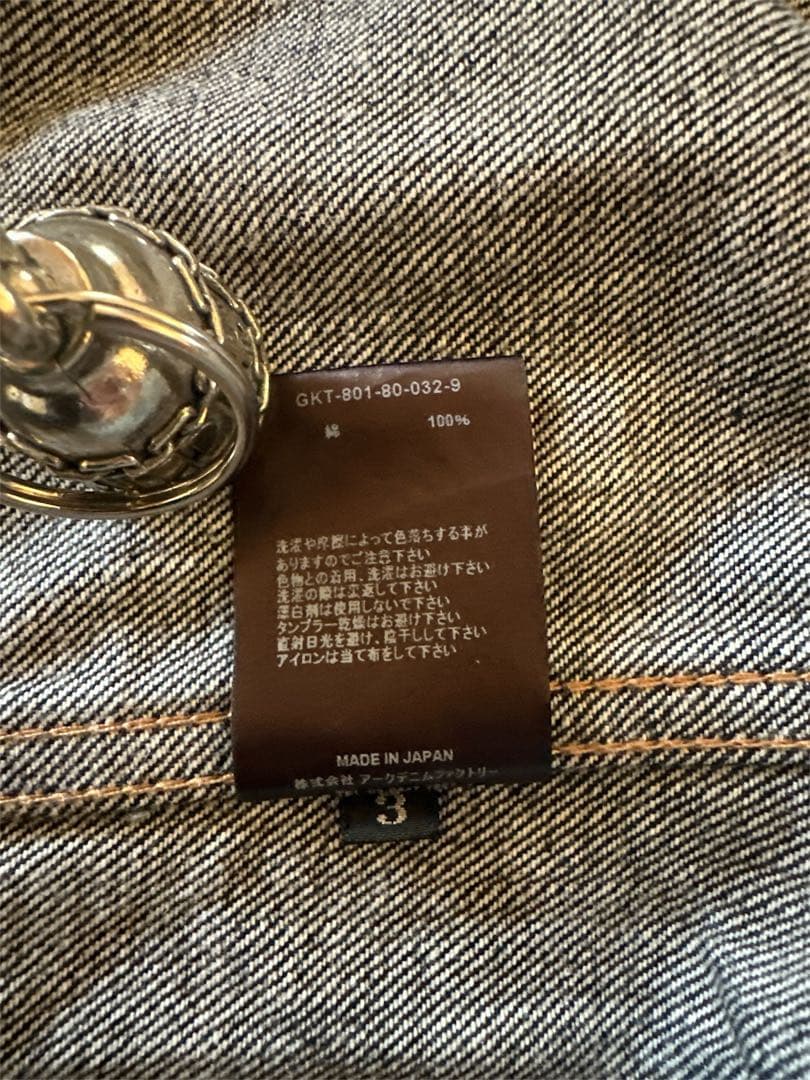 GKT-801-80-032-9
綿 100%
洗濯や摩擦によって色落ちする事が
ありますのでご注意下さい
色物との着用、洗濯はお避け下さい
洗濯の際は裏返して下さい
漂白剤は使用しないで下さい
タンブラー乾燥はお避け下さい
直射日光を避け、陰干しして下さい
アイロンは当て布をして下さい
MADE IN JAPAN
株式会社 アークデニムファクトリー
3